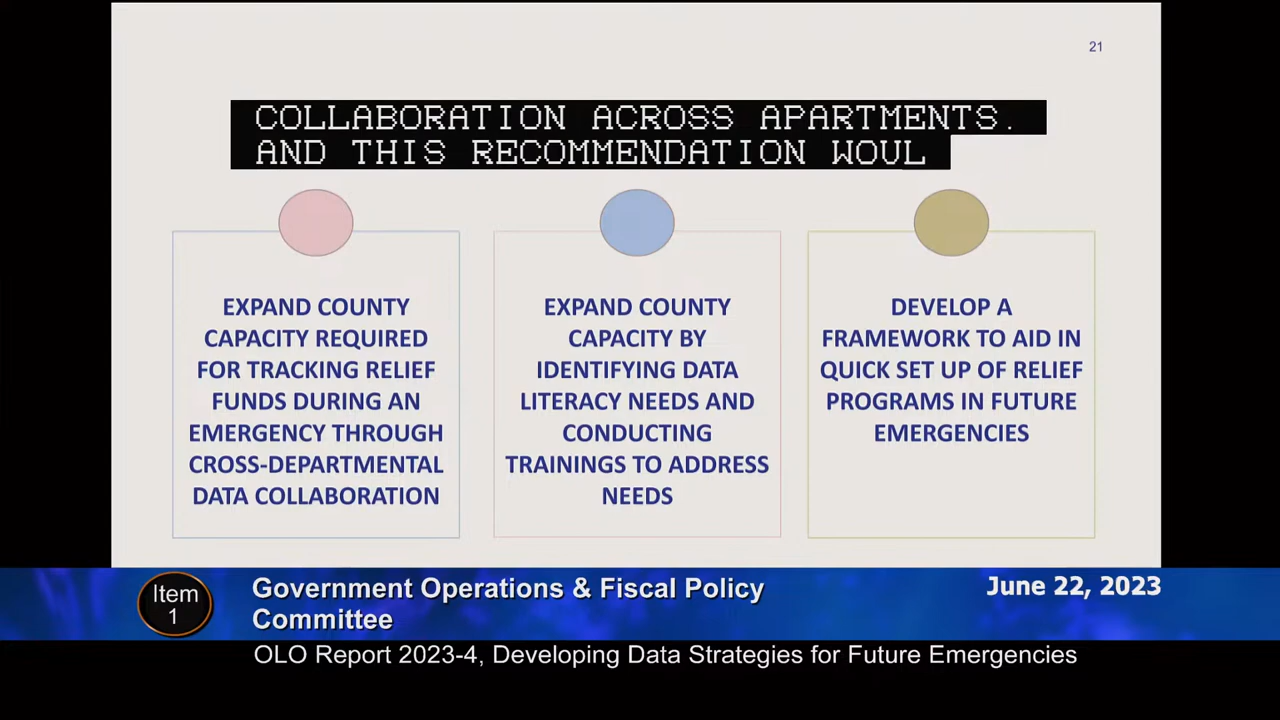 21
COLLABORATION ACROSS APARTMENTS.
AND THIS RECOMMENDATION WOUL
EXPAND COUNTY
CAPACITY REQUIRED
FOR TRACKING RELIEF
FUNDS DURING AN
EMERGENCY THROUGH
CROSS-DEPARTMENTAL
DATA COLLABORATION
EXPAND COUNTY
CAPACITY BY
IDENTIFYING DATA
LITERACY NEEDS AND
CONDUCTING
TRAININGS TO ADDRESS
NEEDS
DEVELOP A
FRAMEWORK TO AID IN
QUICK SET UP OF RELIEF
PROGRAMS IN FUTURE
EMERGENCIES
Item
1
Government Operations & Fiscal Policy
Committee
June 22, 2023
OLO Report 2023-4, Developing Data Strategies for Future Emergencies